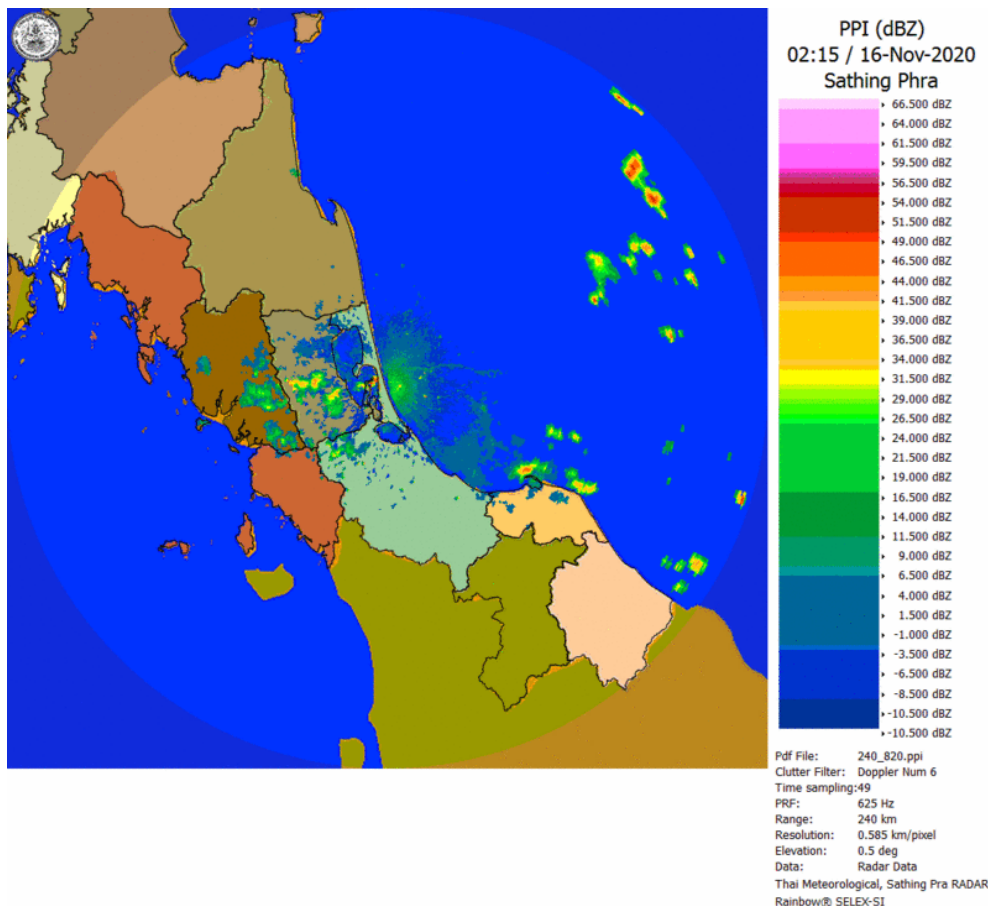 PPI (dBZ)
02:15 / 16-Nov-2020
Sathing Phra
66.500 dBZ
64.000 dBZ
61.500 dBZ
59.500 dBZ
56.500 dBZ
54.000 dBZ
51.500 dBZ
49.000 dBZ
46.500 dBZ
44.000 dBZ
41.500 dBZ
39.000 dBZ
36.500 dBZ
34.000 dBZ
31.500 dBZ
29.000 dBZ
26.500 dBZ
24.000 dBZ
21.500 dBZ
19.000 dBZ
16.500 dBZ
14.000 dBZ
11.500 dBZ
9.000 dBZ
6.500 dBZ
4.000 dBZ
1.500 dBZ
-1.000 dBZ
-3.500 dBZ
-6.500 dBZ
-8.500 dBZ
-10.500 dBZ
-10.500 dBZ
Pdf File: 240_820.ppi
Clutter Filter: Doppler Num 6
Time sampling:49
PRF: 625 Hz
Range: 240 km
Resolution: 0.585 km/pixel
Elevation: 0.5 deg
Data: Radar Data
Thai Meteorological, Sathing Pra RADAR
Rainbow® SELEX-SI